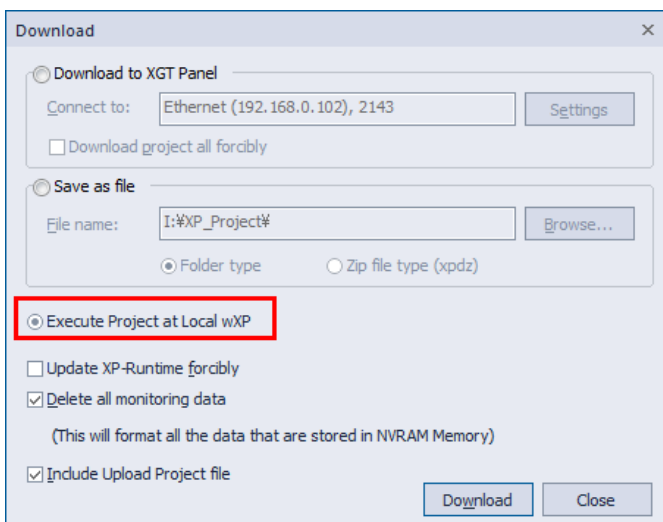 Download
Download to XGT Panel
Connect to: Ethernet (192.168.0.102), 2143 Settings
Download project all forcibly
Save as file
File name: I:¥XP_Project¥ Browse...
Folder type Zip file type (xpdz)
Execute Project at Local wXP
Update XP-Runtime forcibly
Delete all monitoring data
(This will format all the data that are stored in NVRAM Memory)
Include Upload Project file
Download Close